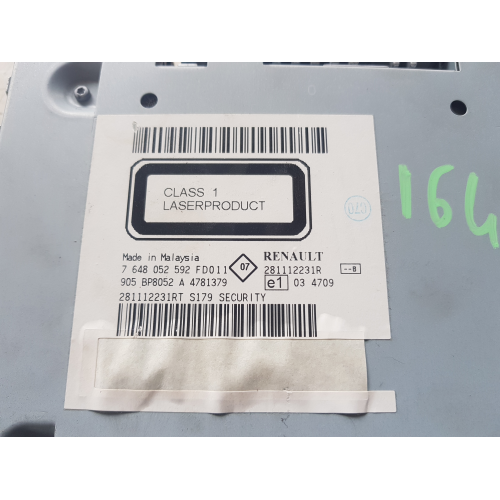 CLASS 1
LASERPRODUCT
164
Made in Malaysia
07
RENAULT
7 648 052 592 FD011
281112231R
--8
905 BP8052 A 4781379
e1 03 4709
281112231RT S179 SECURITY